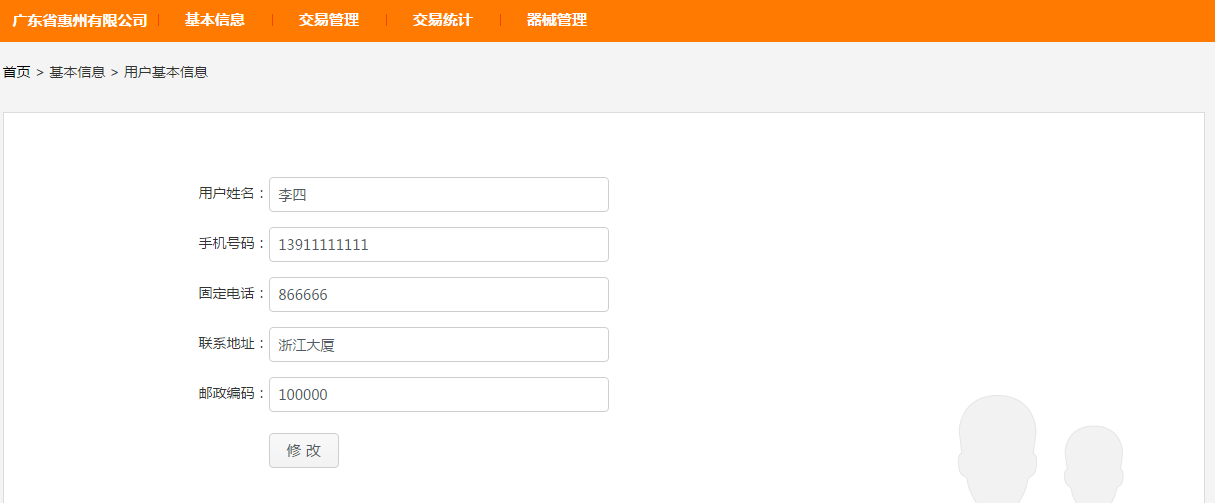 广东省惠州有限公司 基本信息 交易管理 交易统计 器械管理
首页 > 基本信息 > 用户基本信息
用户姓名： 李四
手机号码： 13911111111
固定电话： 866666
联系地址： 浙江大厦
邮政编码： 100000
修 改